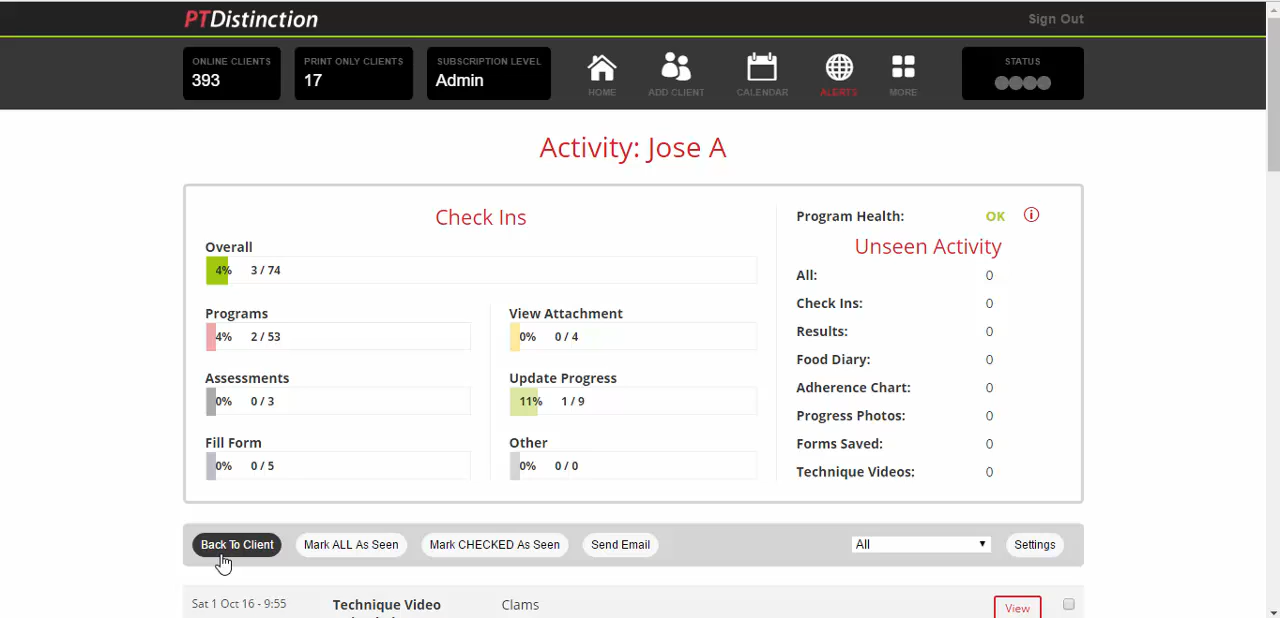 PTDistinction
Sign Out
ONLINE CLIENTS
393
PRINT ONLY CLIENTS
17
SUBSCRIPTION LEVEL
Admin
HOME
ADD CLIENT
CALENDAR
ALERTS
MORE
STATUS
Activity: Jose A
Check Ins
Overall
4% 3 / 74
Programs
4% 2 / 53
View Attachment
0% 0 / 4
Assessments
0% 0 / 3
Update Progress
11% 1 / 9
Fill Form
0% 0 / 5
Other
0% 0 / 0
Program Health: OK
Unseen Activity
All: 0
Check Ins: 0
Results: 0
Food Diary: 0
Adherence Chart: 0
Progress Photos: 0
Forms Saved: 0
Technique Videos: 0
Back To Client
Mark ALL As Seen
Mark CHECKED As Seen
Send Email
All
Settings
Sat 1 Oct 16 - 9:55
Technique Video
Clams
View